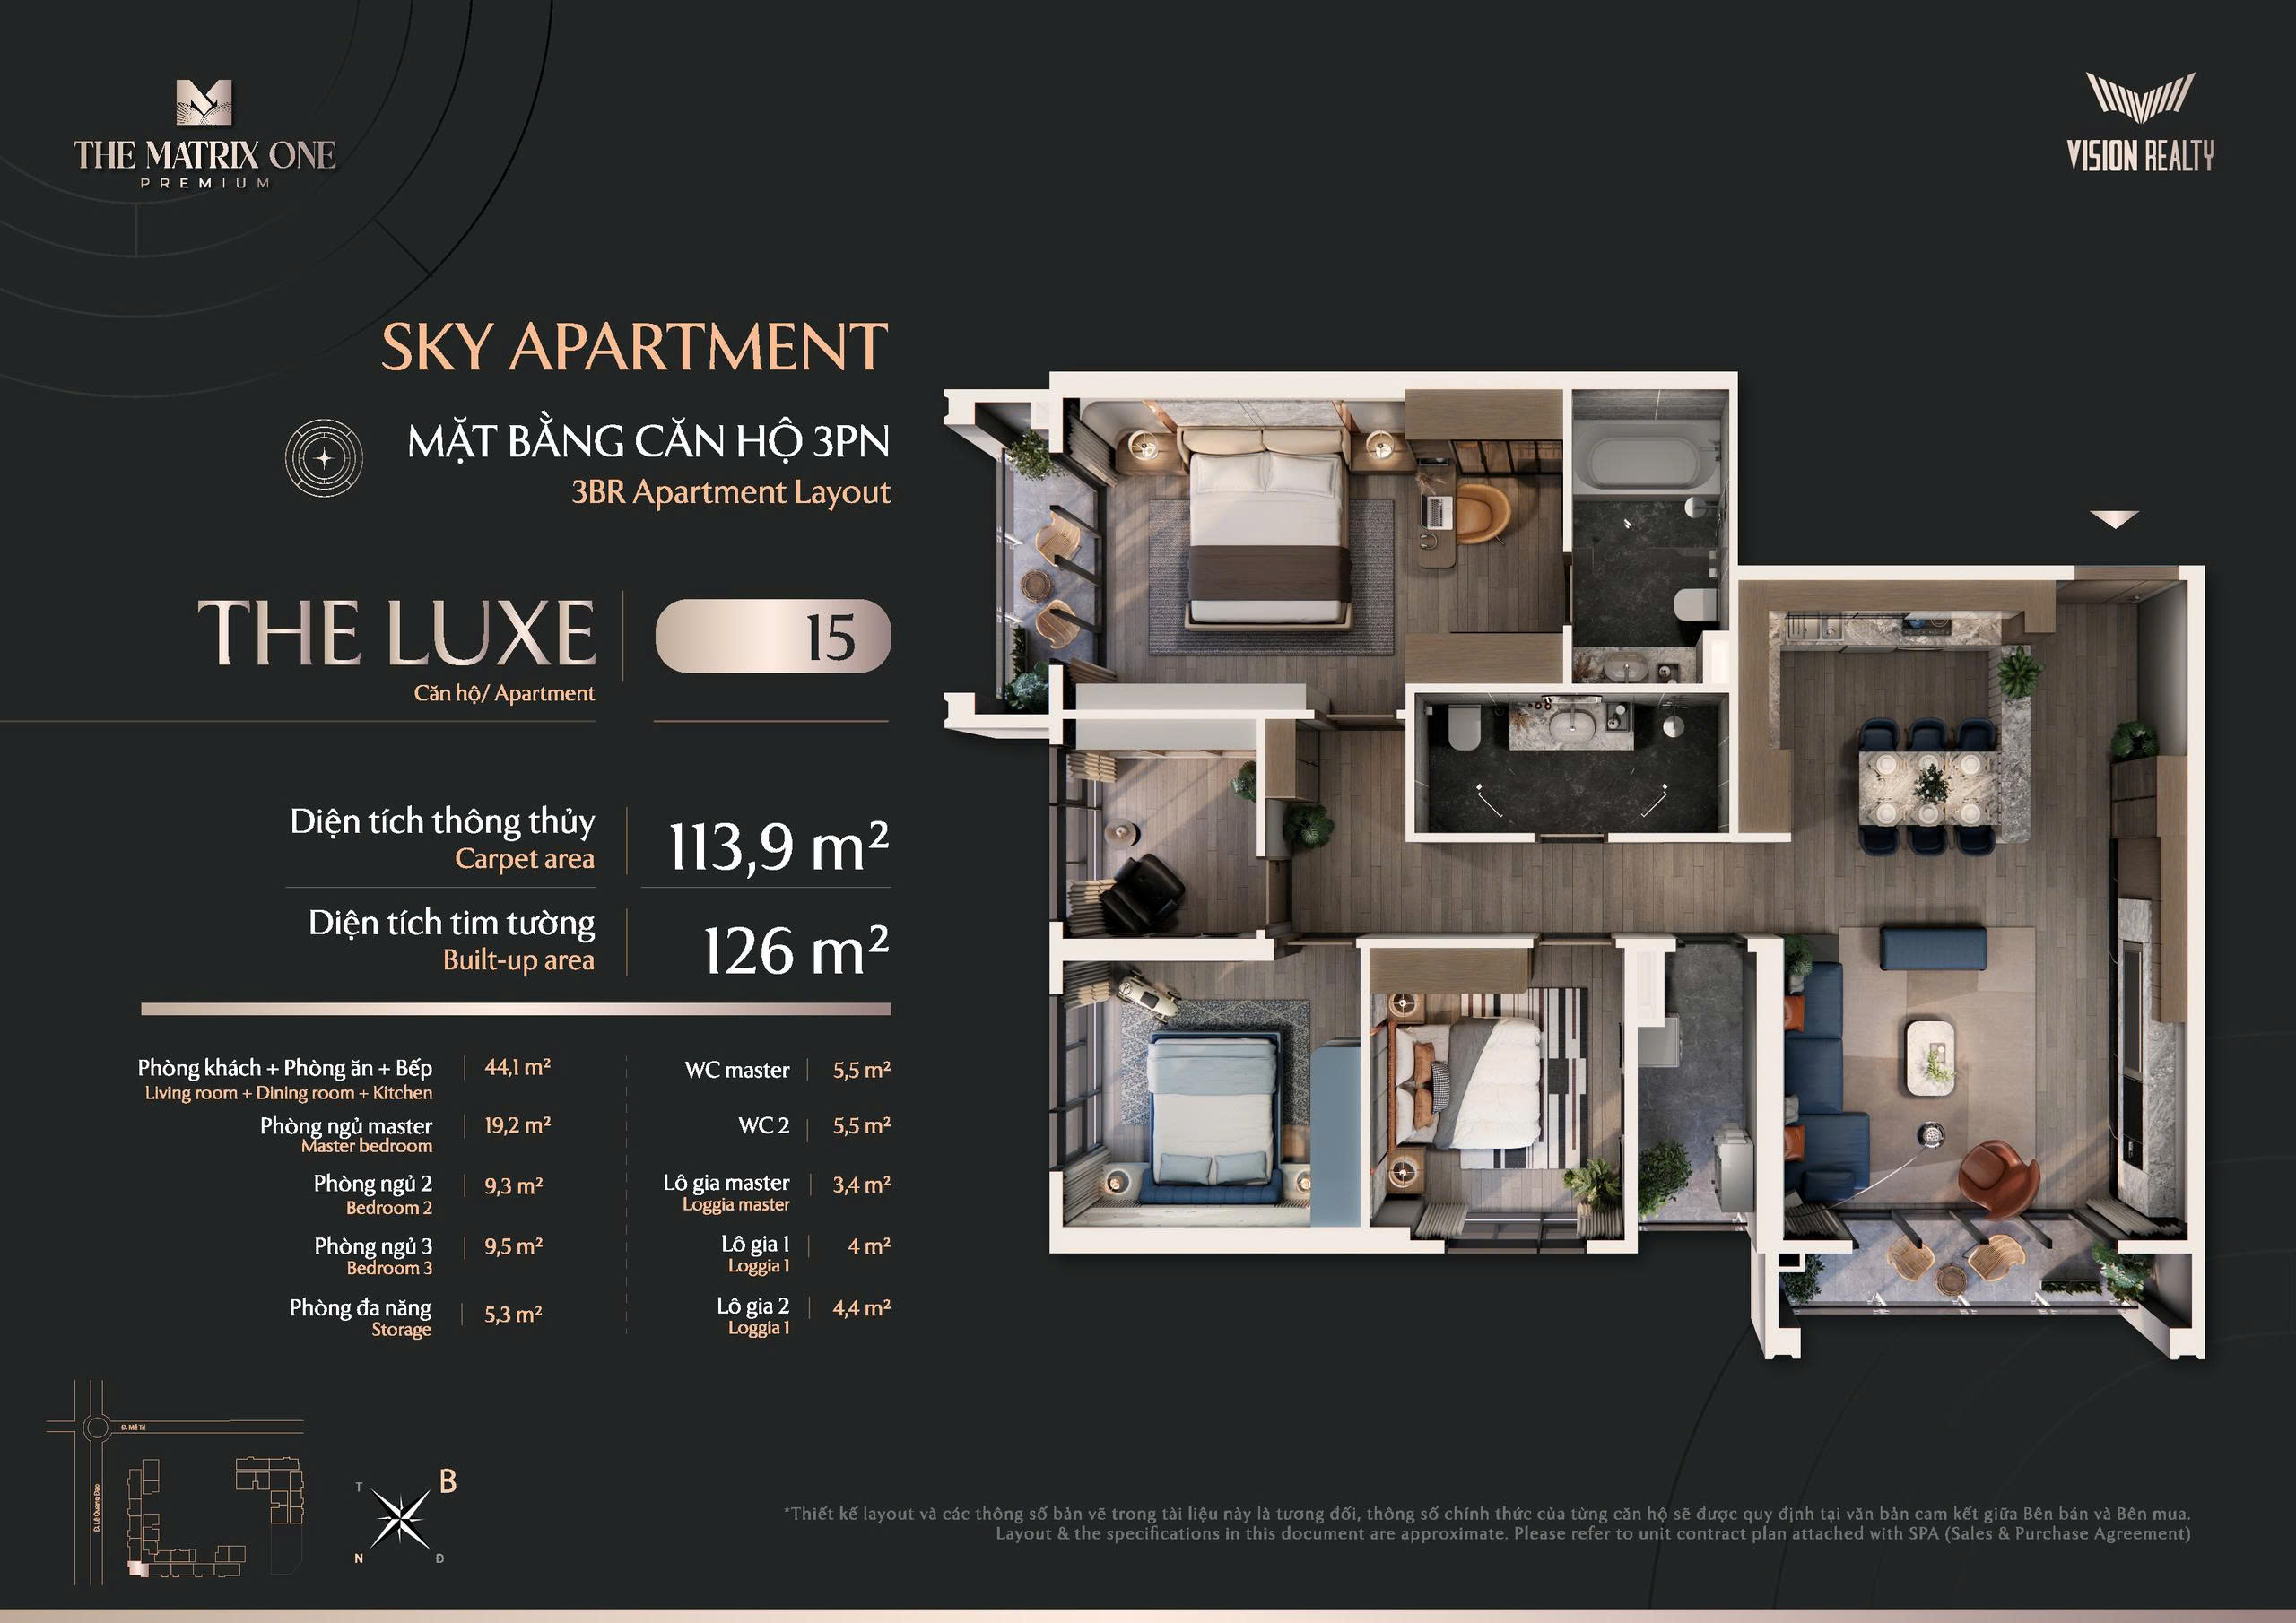 THE MATRIX ONE
PREMIUM
VISION REALTY
SKY APARTMENT
MẶT BẰNG CĂN HỘ 3PN
3BR Apartment Layout
THE LUXE
15
Căn hộ/ Apartment
Diện tích thông thủy
Carpet area
113,9 m²
Diện tích tim tường
Built-up area
126 m²
Phòng khách + Phòng ăn + Bếp
44,1 m²
Living room + Dining room + Kitchen
Phòng ngủ master
19,2 m²
Master bedroom
Phòng ngủ 2
9,3 m²
Bedroom 2
Phòng ngủ 3
9,5 m²
Bedroom 3
Phòng đa năng
5,3 m²
Storage
WC master
5,5 m²
WC 2
5,5 m²
Lô gia master
3,4 m²
Loggia master
Lô gia 1
4 m²
Loggia 1
Lô gia 2
4,4 m²
Loggia 1
Đ. Mễ Trì
Đ. Lê Quang Đạo
T
B
N
Đ
*Thiết kế layout và các thông số bản vẽ trong tài liệu này là tương đối, thông số chính thức của từng căn hộ sẽ được quy định tại văn bản cam kết giữa Bên bán và Bên mua.
Layout & the specifications in this document are approximate. Please refer to unit contract plan attached with SPA (Sales & Purchase Agreement)